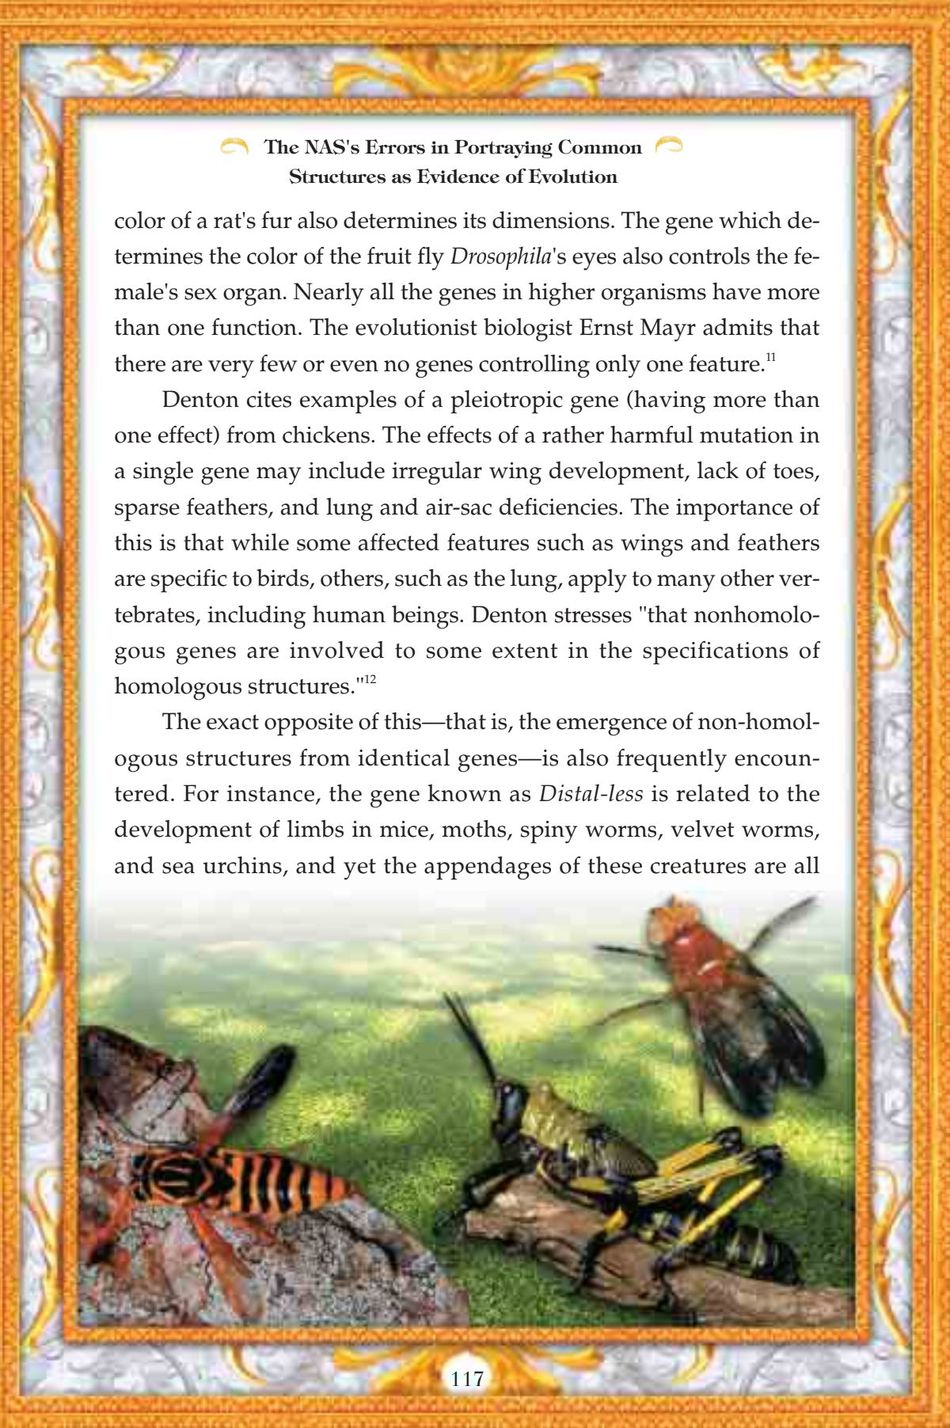 The NAS's Errors in Portraying Common
Structures as Evidence of Evolution
color of a rat's fur also determines its dimensions. The gene which de-
termines the color of the fruit fly Drosophila's eyes also controls the fe-
male's sex organ. Nearly all the genes in higher organisms have more
than one function. The evolutionist biologist Ernst Mayr admits that
there are very few or even no genes controlling only one feature.11
Denton cites examples of a pleiotropic gene (having more than
one effect) from chickens. The effects of a rather harmful mutation in
a single gene may include irregular wing development, lack of toes,
sparse feathers, and lung and air-sac deficiencies. The importance of
this is that while some affected features such as wings and feathers
are specific to birds, others, such as the lung, apply to many other ver-
tebrates, including human beings. Denton stresses "that nonhomolo-
gous genes are involved to some extent in the specifications of
homologous structures."12
The exact opposite of this—that is, the emergence of non-homol-
ogous structures from identical genes—is also frequently encoun-
tered. For instance, the gene known as Distal-less is related to the
development of limbs in mice, moths, spiny worms, velvet worms,
and sea urchins, and yet the appendages of these creatures are all
117